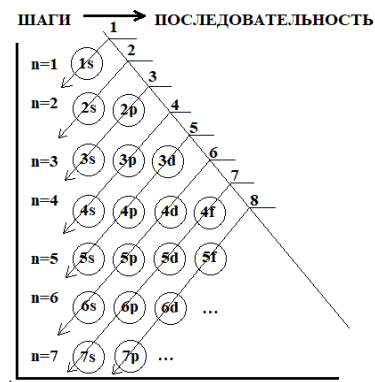 ШАГИ ПОСЛЕДОВАТЕЛЬНОСТЬ
1
n=1 1s 2
n=2 2s 2p 3
4
n=3 3s 3p 3d 5
6
n=4 4s 4p 4d 4f 7
8
n=5 5s 5p 5d 5f
n=6 6s 6p 6d ...
n=7 7s 7p ...